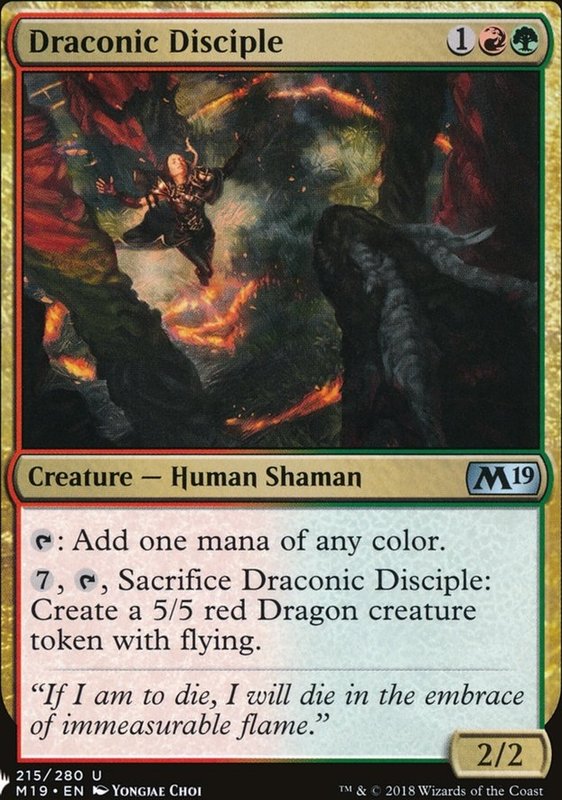 Draconic Disciple 1
Creature — Human Shaman M19
: Add one mana of any color.
7, , Sacrifice Draconic Disciple:
Create a 5/5 red Dragon creature
token with flying.
“If I am to die, I will die in the embrace
of immeasurable flame.”
2/2
215/280 U
M19 • EN Yongjae Choi
™ & © 2018 Wizards of the Coast